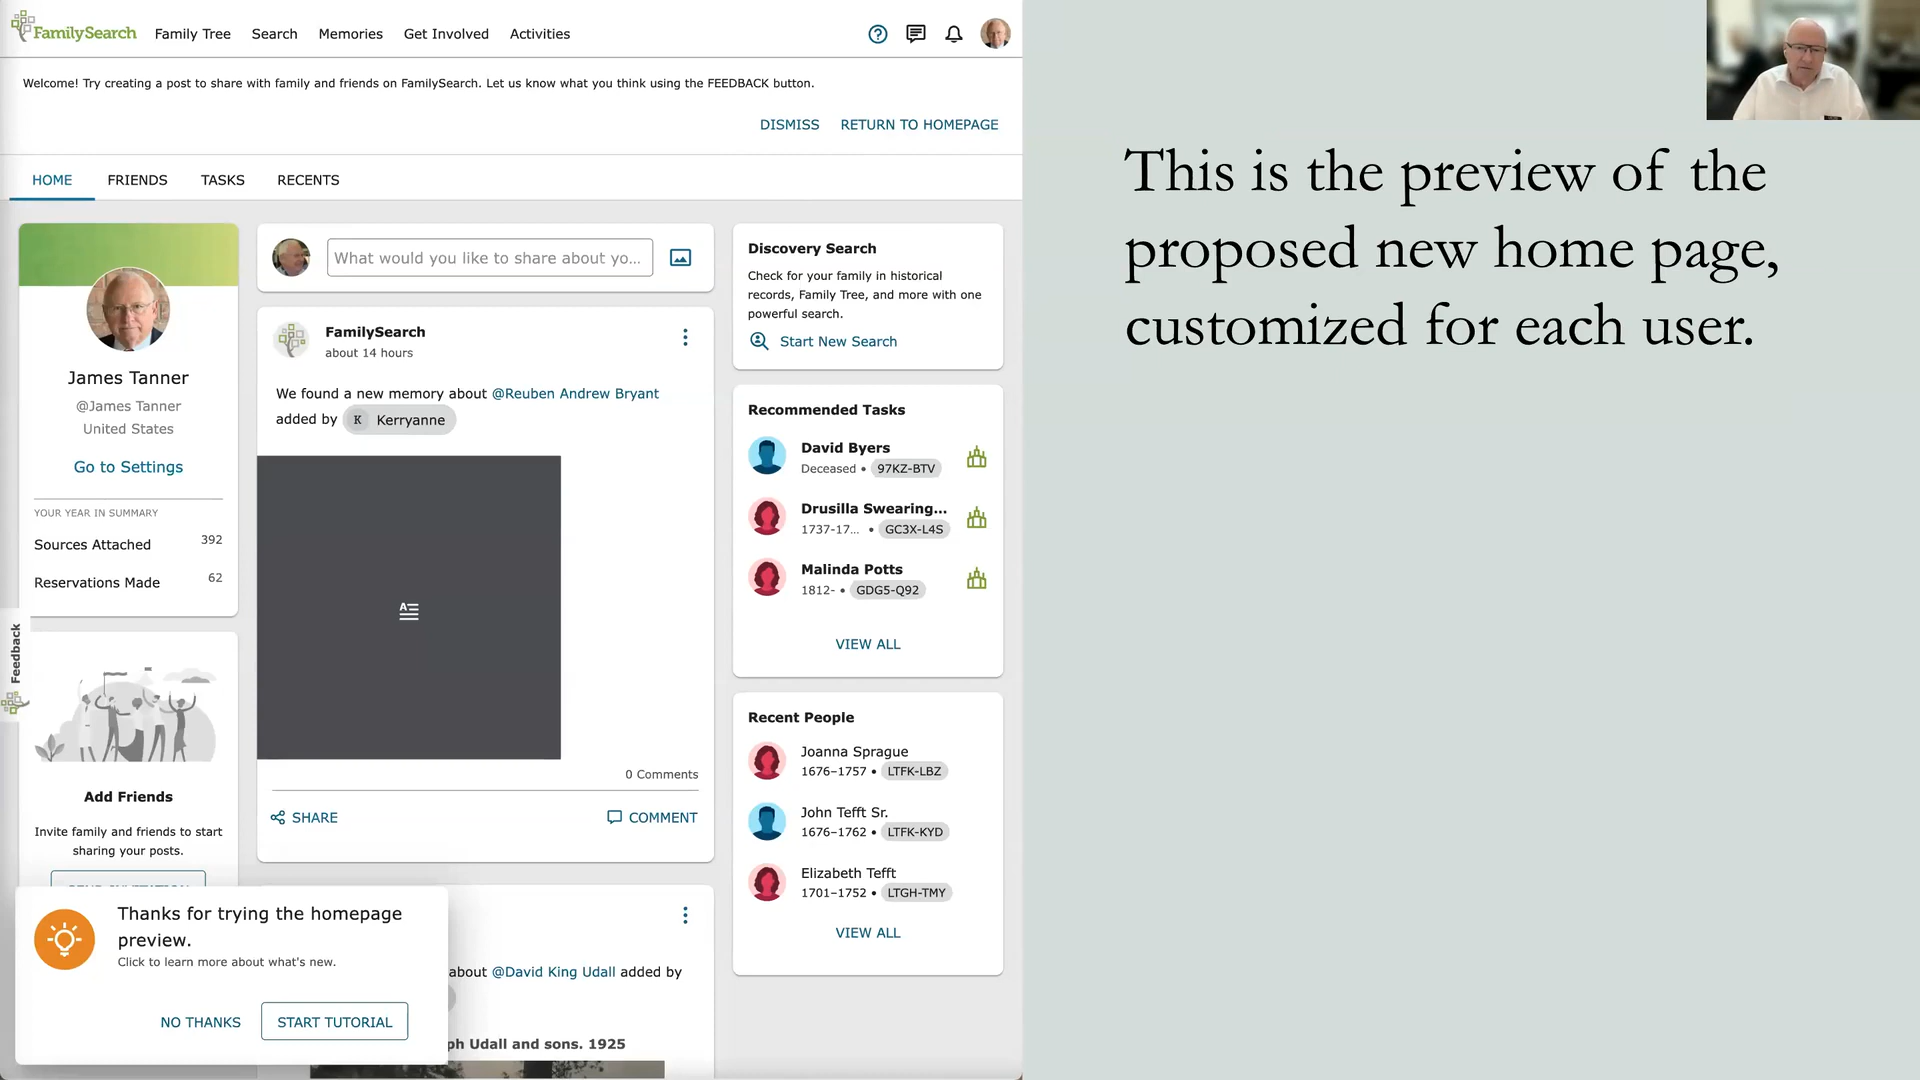 FamilySearch
Family Tree
Search
Memories
Get Involved
Activities
Welcome! Try creating a post to share with family and friends on FamilySearch. Let us know what you think using the FEEDBACK button.
DISMISS
RETURN TO HOMEPAGE
HOME
FRIENDS
TASKS
RECENTS
James Tanner
@James Tanner
United States
Go to Settings
YOUR YEAR IN SUMMARY
Sources Attached 392
Reservations Made 62
Feedback
Add Friends
Invite family and friends to start
sharing your posts.
What would you like to share about yo...
FamilySearch
about 14 hours
We found a new memory about @Reuben Andrew Bryant
added by K Kerryanne
0 Comments
SHARE
COMMENT
about @David King Udall added by
ph Udall and sons. 1925
Thanks for trying the homepage
preview.
Click to learn more about what's new.
NO THANKS
START TUTORIAL
Discovery Search
Check for your family in historical
records, Family Tree, and more with one
powerful search.
Start New Search
Recommended Tasks
David Byers
Deceased • 97KZ-BTV
Drusilla Swearing...
1737-17... • GC3X-L4S
Malinda Potts
1812- • GDG5-Q92
VIEW ALL
Recent People
Joanna Sprague
1676–1757 • LTFK-LBZ
John Tefft Sr.
1676–1762 • LTFK-KYD
Elizabeth Tefft
1701–1752 • LTGH-TMY
VIEW ALL
This is the preview of the
proposed new home page,
customized for each user.